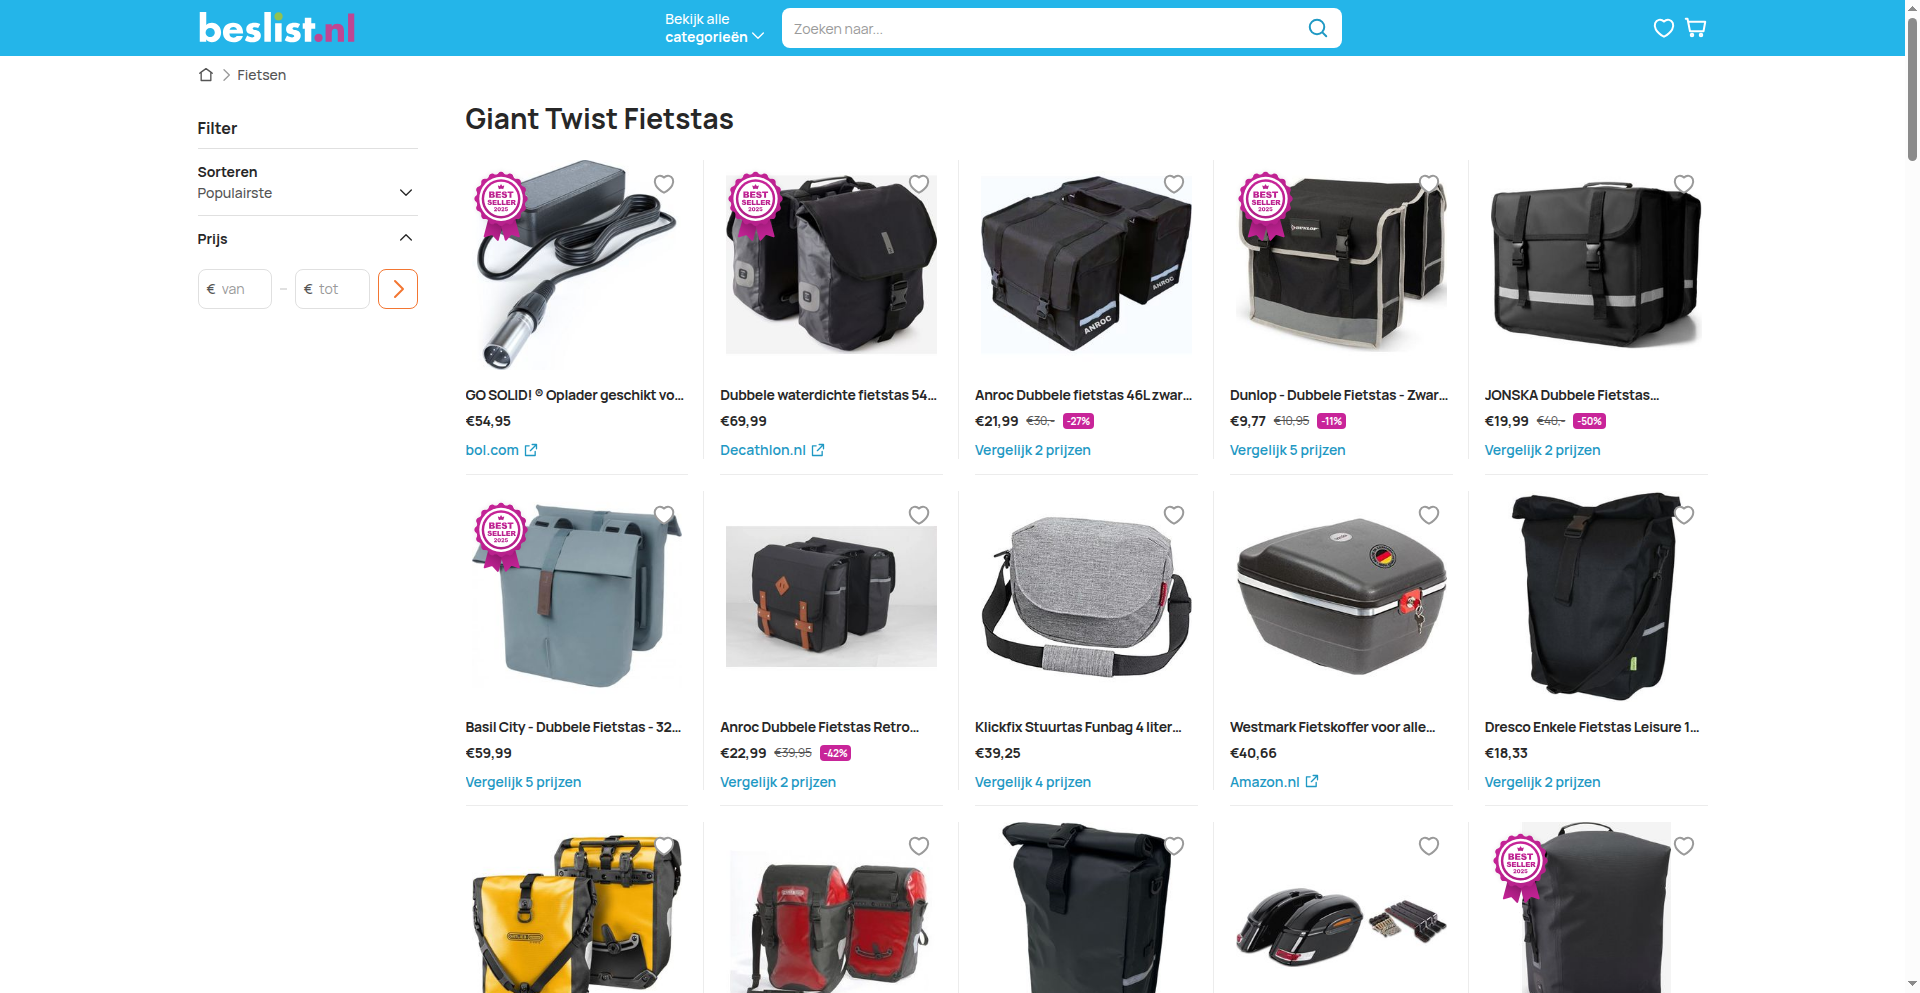 beslist.nl
Bekijk alle
categorieën
Zoeken naar...
Fietsen
Filter
Sorteren
Populairste
Prijs
€ van
–
€ tot
Giant Twist Fietstas
BEST
SELLER
2025
BEST
SELLER
2025
ANROC
ANROC
BEST
SELLER
2025
DUNLOP
GO SOLID! ® Oplader geschikt vo...
€54,95
bol.com
Dubbele waterdichte fietstas 54...
€69,99
Decathlon.nl
Anroc Dubbele fietstas 46L zwar...
€21,99 €30,- -27%
Vergelijk 2 prijzen
Dunlop - Dubbele Fietstas - Zwar...
€9,77 €10,95 -11%
Vergelijk 5 prijzen
JONSKA Dubbele Fietstas...
€19,99 €40,- -50%
Vergelijk 2 prijzen
BEST
SELLER
2025
Basil City - Dubbele Fietstas - 32...
€59,99
Vergelijk 5 prijzen
Anroc Dubbele Fietstas Retro...
€22,99 €39,95 -42%
Vergelijk 2 prijzen
Klickfix Stuurtas Funbag 4 liter...
€39,25
Vergelijk 4 prijzen
Westmark Fietskoffer voor alle...
€40,66
Amazon.nl
Dresco Enkele Fietstas Leisure 1...
€18,33
Vergelijk 2 prijzen
BEST
SELLER
2025